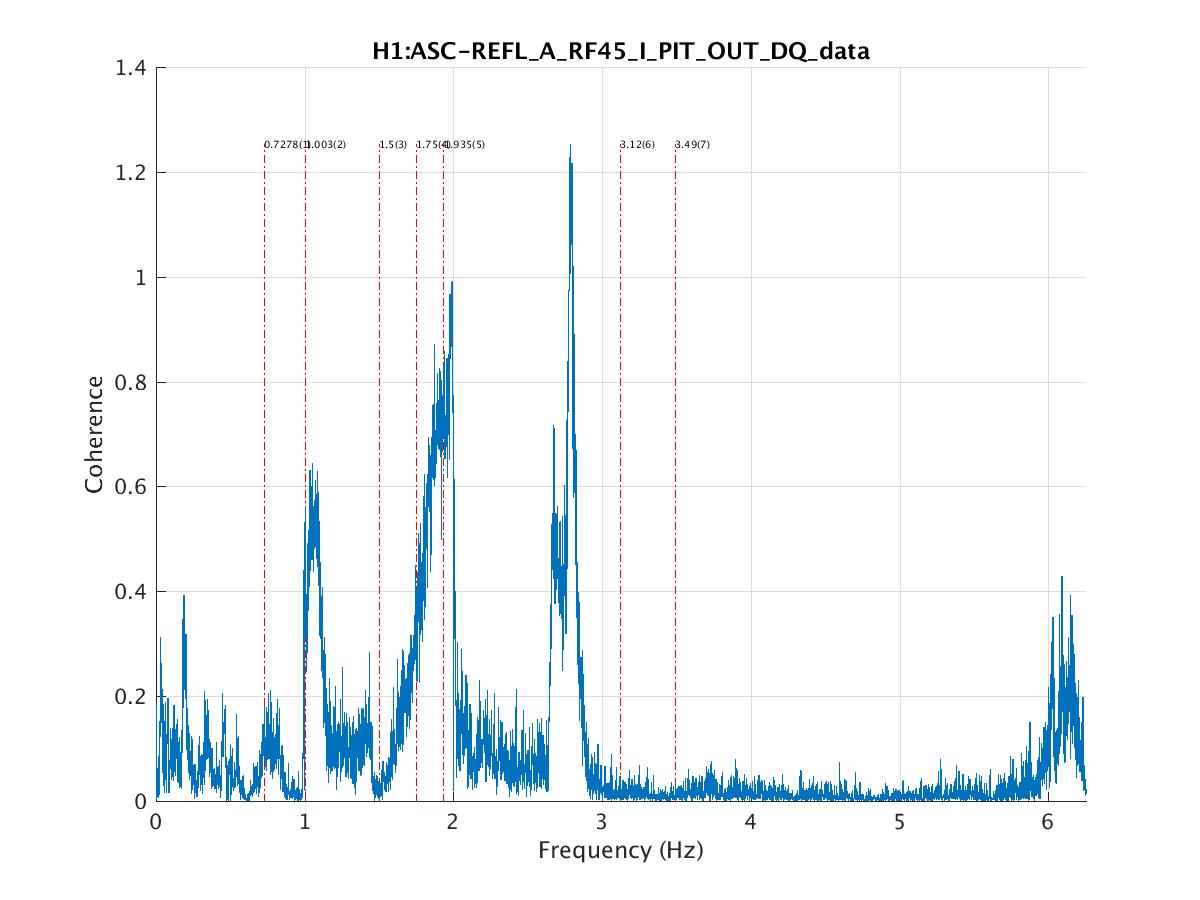 H1:ASC-REFL_A_RF45_I_PIT_OUT_DQ_data
1.4
0.7278(1) 1.003(2) 1.5(3) 1.75(4) 1.935(5) 3.12(6) 3.49(7)
1.2
1
0.8
0.6
0.4
0.2
0
Coherence
0 1 2 3 4 5 6
Frequency (Hz)